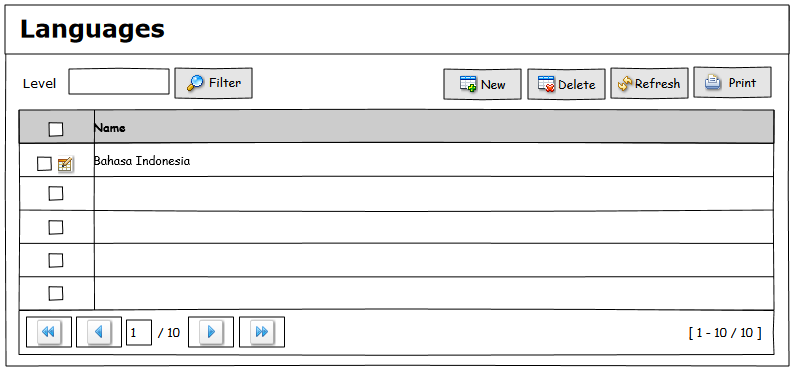 Languages
Level Filter New Delete Refresh Print
Name
Bahasa Indonesia
1 / 10 [ 1 - 10 / 10 ]